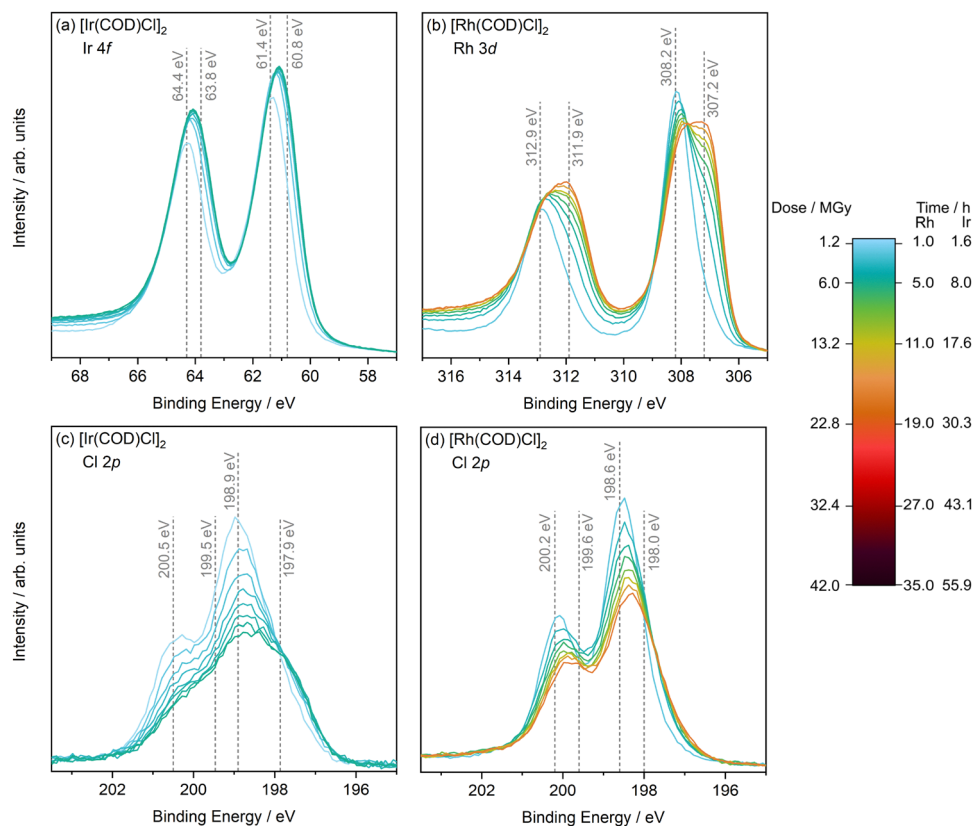 (a) [Ir(COD)Cl]2
Ir 4f
64.4 eV
63.8 eV
61.4 eV
60.8 eV
Intensity / arb. units
68 66 64 62 60 58
Binding Energy / eV
(b) [Rh(COD)Cl]2
Rh 3d
312.9 eV
311.9 eV
308.2 eV
307.2 eV
316 314 312 310 308 306
Binding Energy / eV
Dose / MGy Time / h
Rh Ir
1.2 1.0 1.6
6.0 5.0 8.0
13.2 11.0 17.6
22.8 19.0 30.3
32.4 27.0 43.1
42.0 35.0 55.9
(c) [Ir(COD)Cl]2
Cl 2p
200.5 eV
199.5 eV
198.9 eV
197.9 eV
Intensity / arb. units
202 200 198 196
Binding Energy / eV
(d) [Rh(COD)Cl]2
Cl 2p
200.2 eV
199.6 eV
198.6 eV
198.0 eV
202 200 198 196
Binding Energy / eV